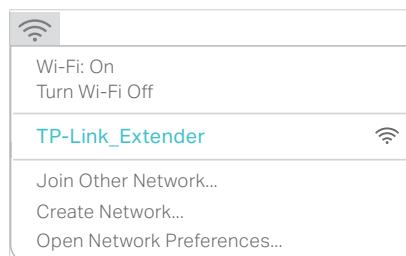 Wi-Fi: On
Turn Wi-Fi Off
TP-Link_Extender
Join Other Network...
Create Network...
Open Network Preferences...